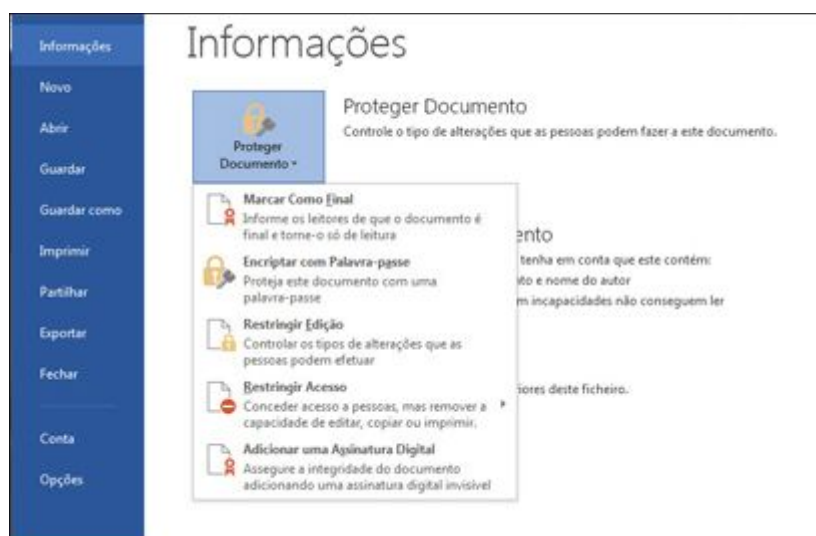 Informações
Novo
Abrir
Guardar
Guardar como
Imprimir
Partilhar
Exportar
Fechar
Conta
Opções
Informações
Proteger
Documento
Proteger Documento
Controle o tipo de alterações que as pessoas podem fazer a este documento.
Marcar Como Final
Informe os leitores de que o documento é
final e torne-o só de leitura
Encriptar com Palavra-passe
Proteja este documento com uma
palavra-passe
Restringir Edição
Controlar os tipos de alterações que as
pessoas podem efetuar
Restringir Acesso
Conceder acesso a pessoas, mas remover a
capacidade de editar, copiar ou imprimir.
Adicionar uma Assinatura Digital
Assegure a integridade do documento
adicionando uma assinatura digital invisível
ento
tenha em conta que este contém:
to e nome do autor
m incapacidades não conseguem ler
iores deste ficheiro.